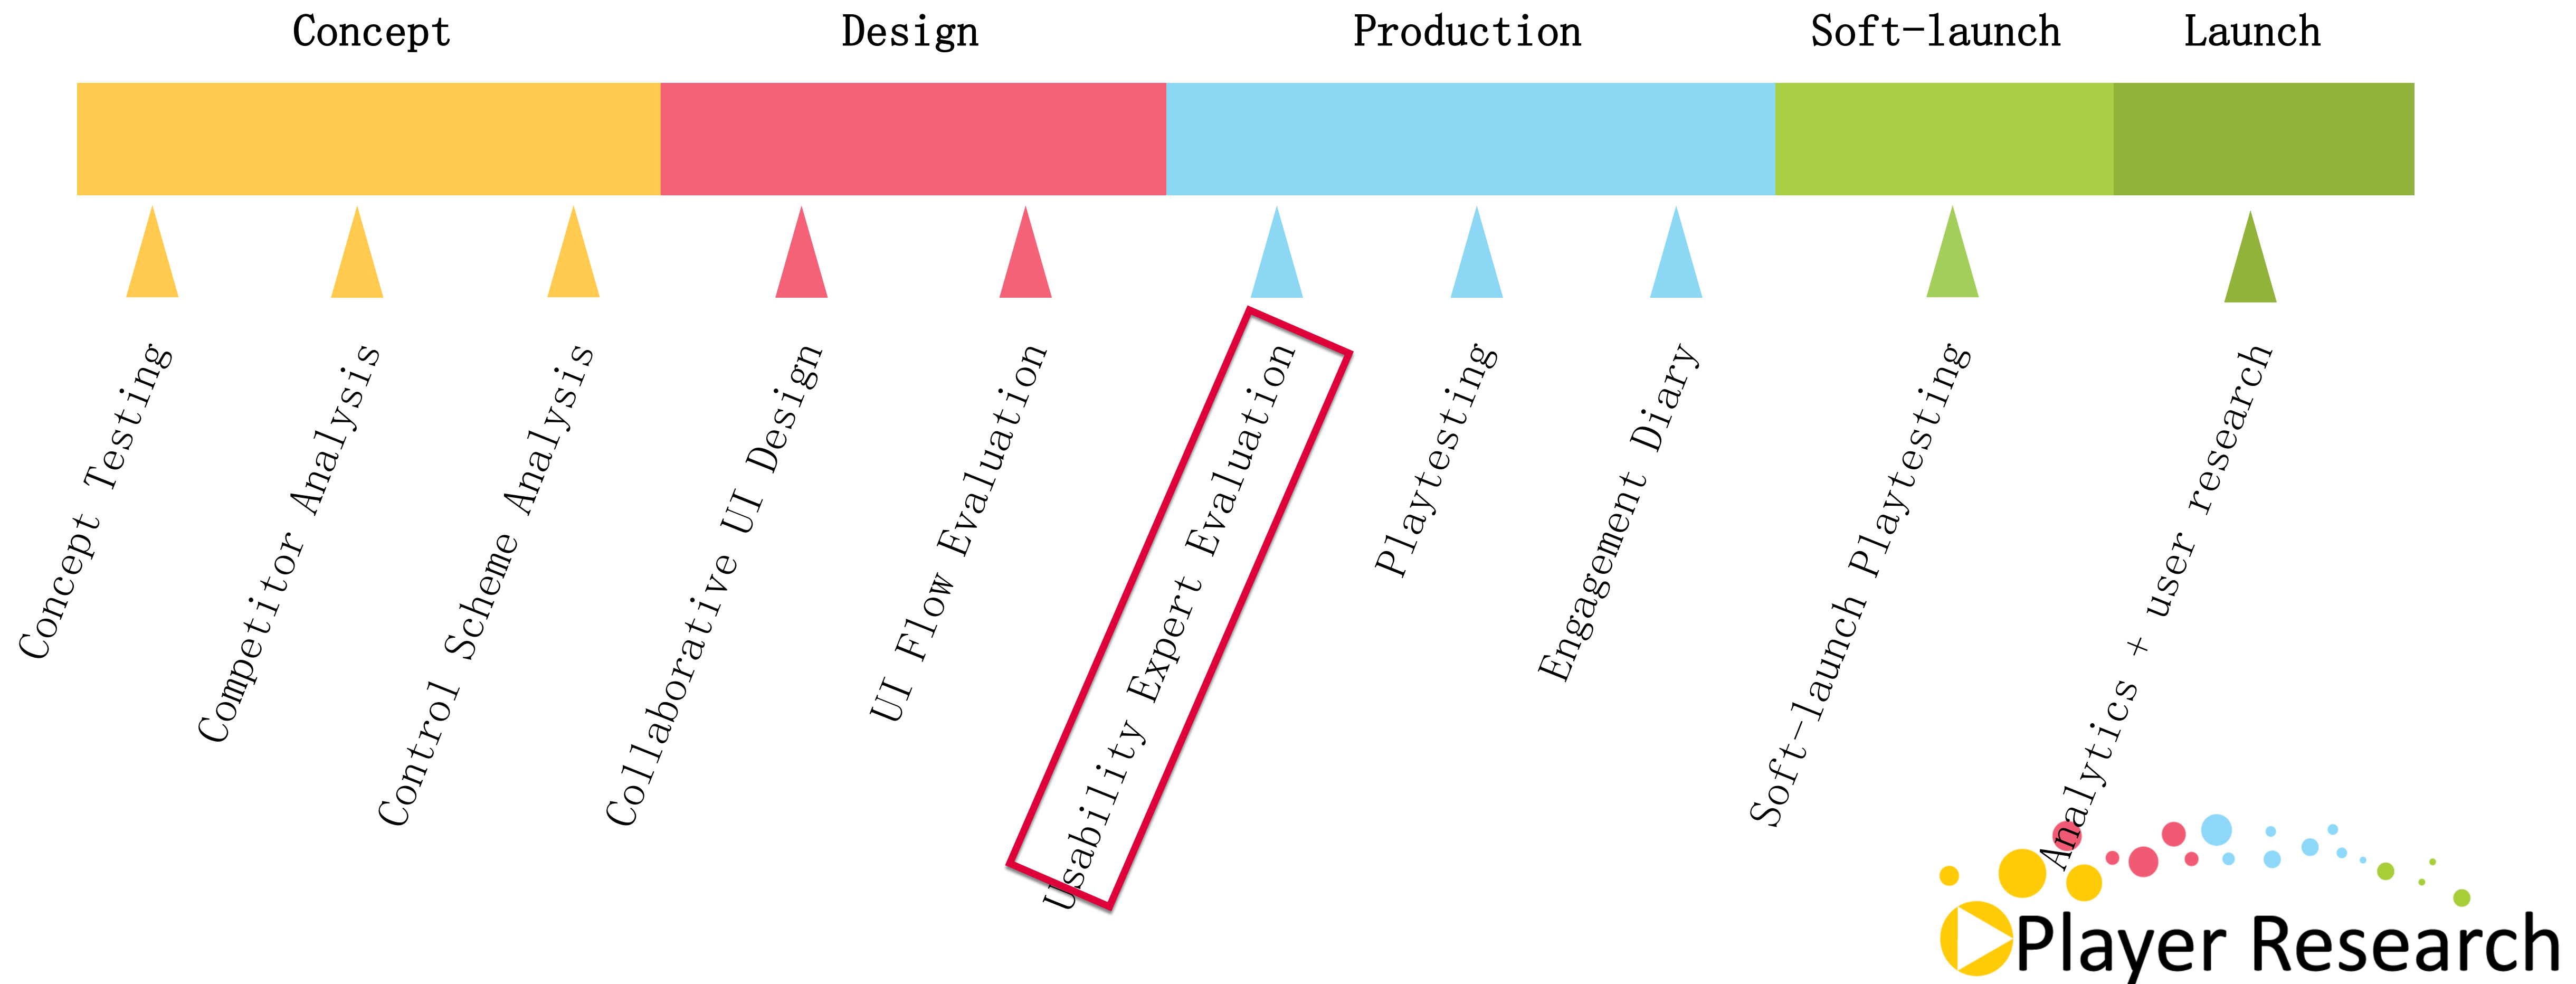 Concept
Design
Production
Soft-launch
Launch
Concept Testing
Competitor Analysis
Control Scheme Analysis
Collaborative UI Design
UI Flow Evaluation
Usability Expert Evaluation
Playtesting
Engagement Diary
Soft-launch Playtesting
Analytics + user research
Player Research